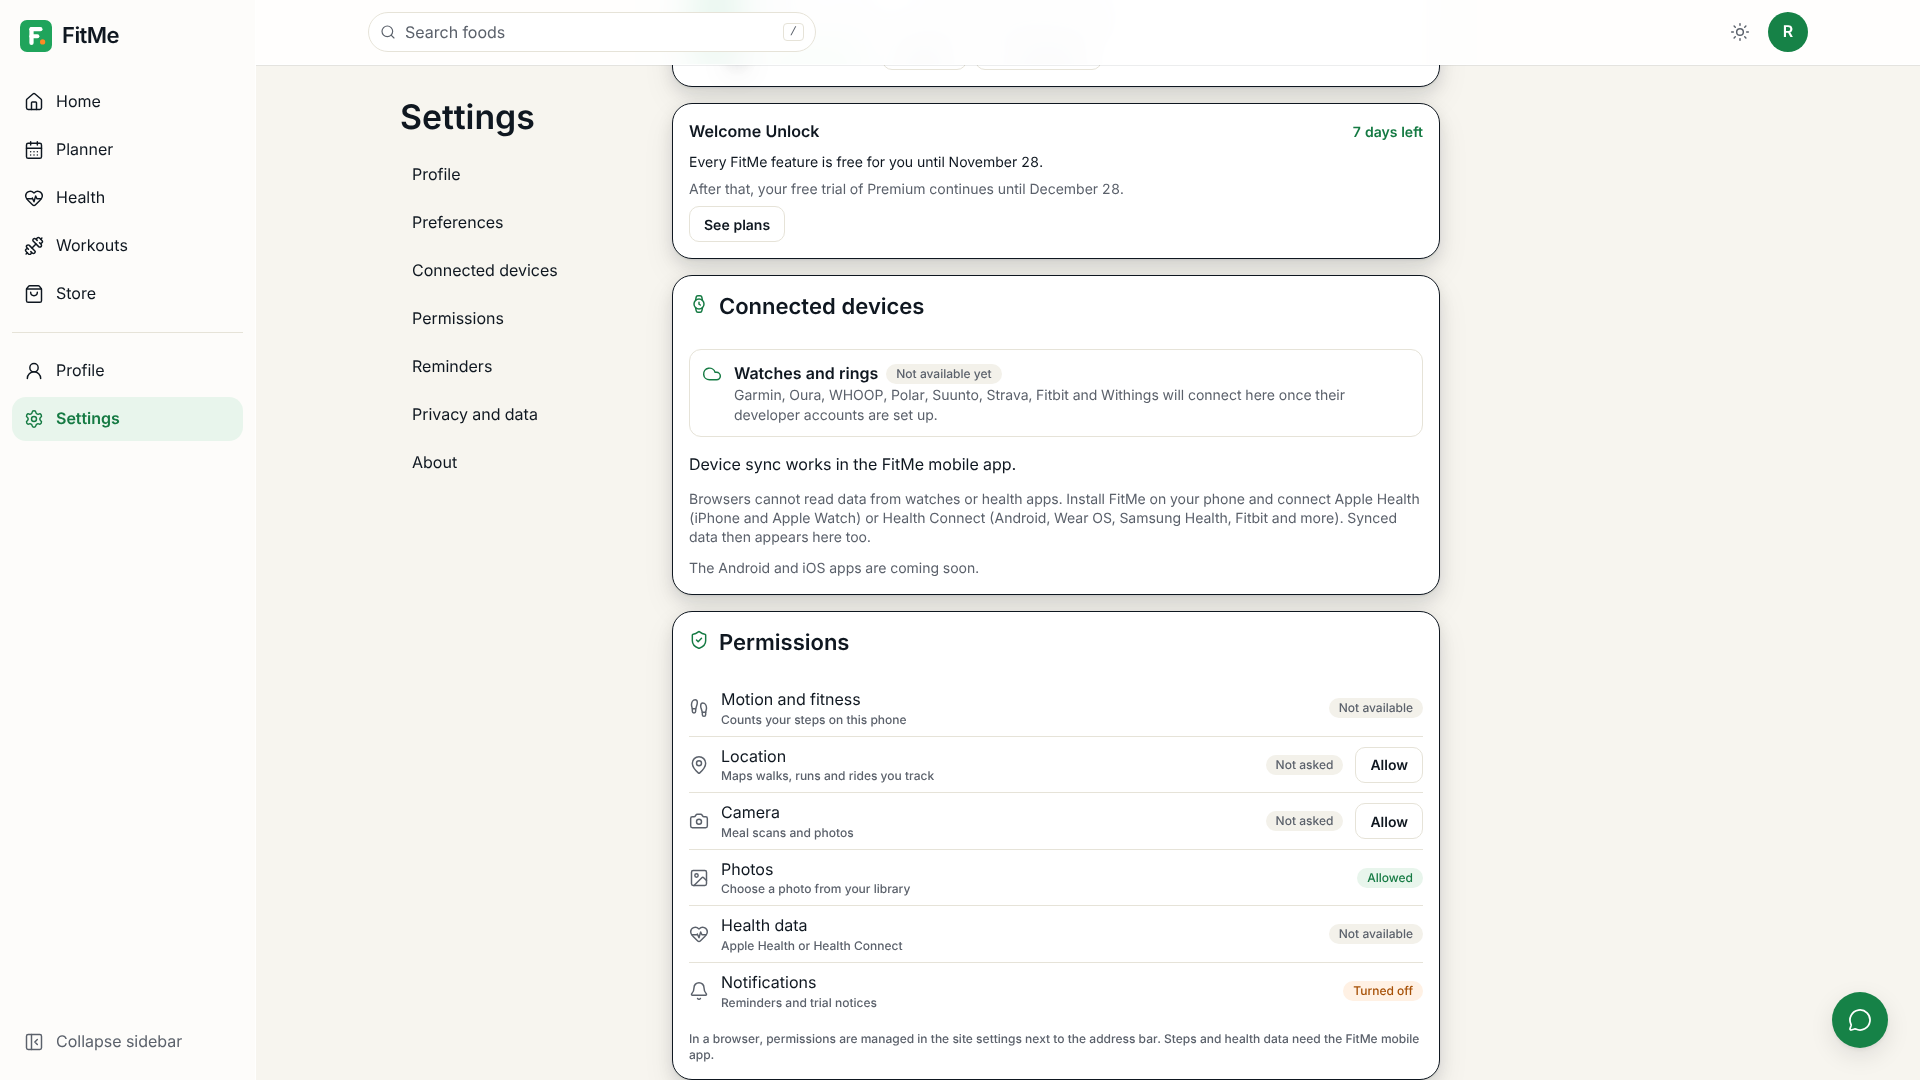 FitMe
Search foods
/
R
Home
Planner
Health
Workouts
Store
Profile
Settings
Collapse sidebar
Settings
Profile
Preferences
Connected devices
Permissions
Reminders
Privacy and data
About
Welcome Unlock
7 days left
Every FitMe feature is free for you until November 28.
After that, your free trial of Premium continues until December 28.
See plans
Connected devices
Watches and rings
Not available yet
Garmin, Oura, WHOOP, Polar, Suunto, Strava, Fitbit and Withings will connect here once their
developer accounts are set up.
Device sync works in the FitMe mobile app.
Browsers cannot read data from watches or health apps. Install FitMe on your phone and connect Apple Health
(iPhone and Apple Watch) or Health Connect (Android, Wear OS, Samsung Health, Fitbit and more). Synced
data then appears here too.
The Android and iOS apps are coming soon.
Permissions
Motion and fitness
Counts your steps on this phone
Not available
Location
Maps walks, runs and rides you track
Not asked
Allow
Camera
Meal scans and photos
Not asked
Allow
Photos
Choose a photo from your library
Allowed
Health data
Apple Health or Health Connect
Not available
Notifications
Reminders and trial notices
Turned off
In a browser, permissions are managed in the site settings next to the address bar. Steps and health data need the FitMe mobile
app.